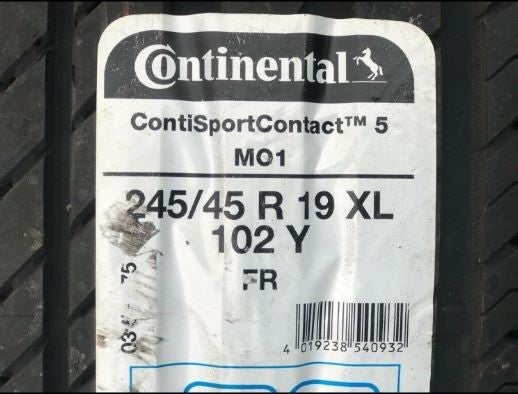 Continental
ContiSportContact™ 5
MO1
245/45 R 19 XL
102 Y
FR
4 019238 540932